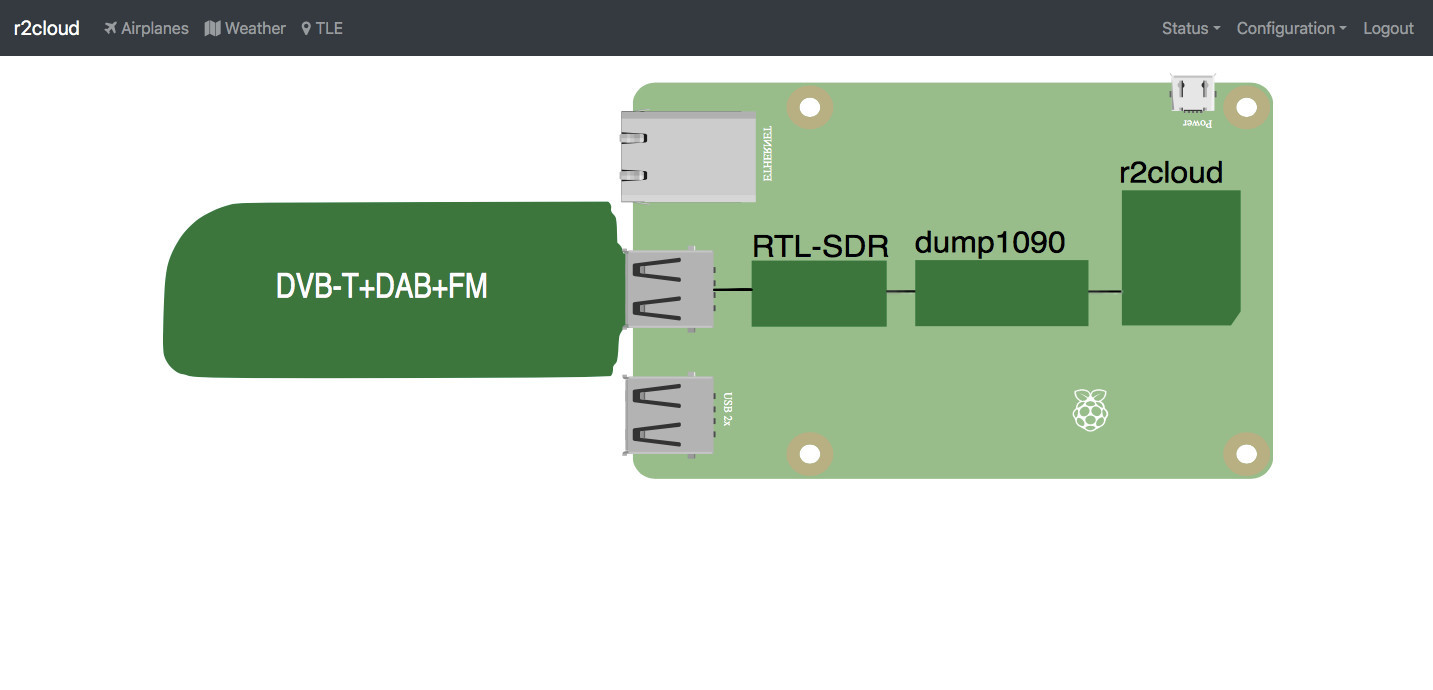 r2cloud Airplanes Weather TLE Status Configuration Logout
Power
ETHERNET
r2cloud
RTL-SDR
dump1090
DVB-T+DAB+FM
USB 2x